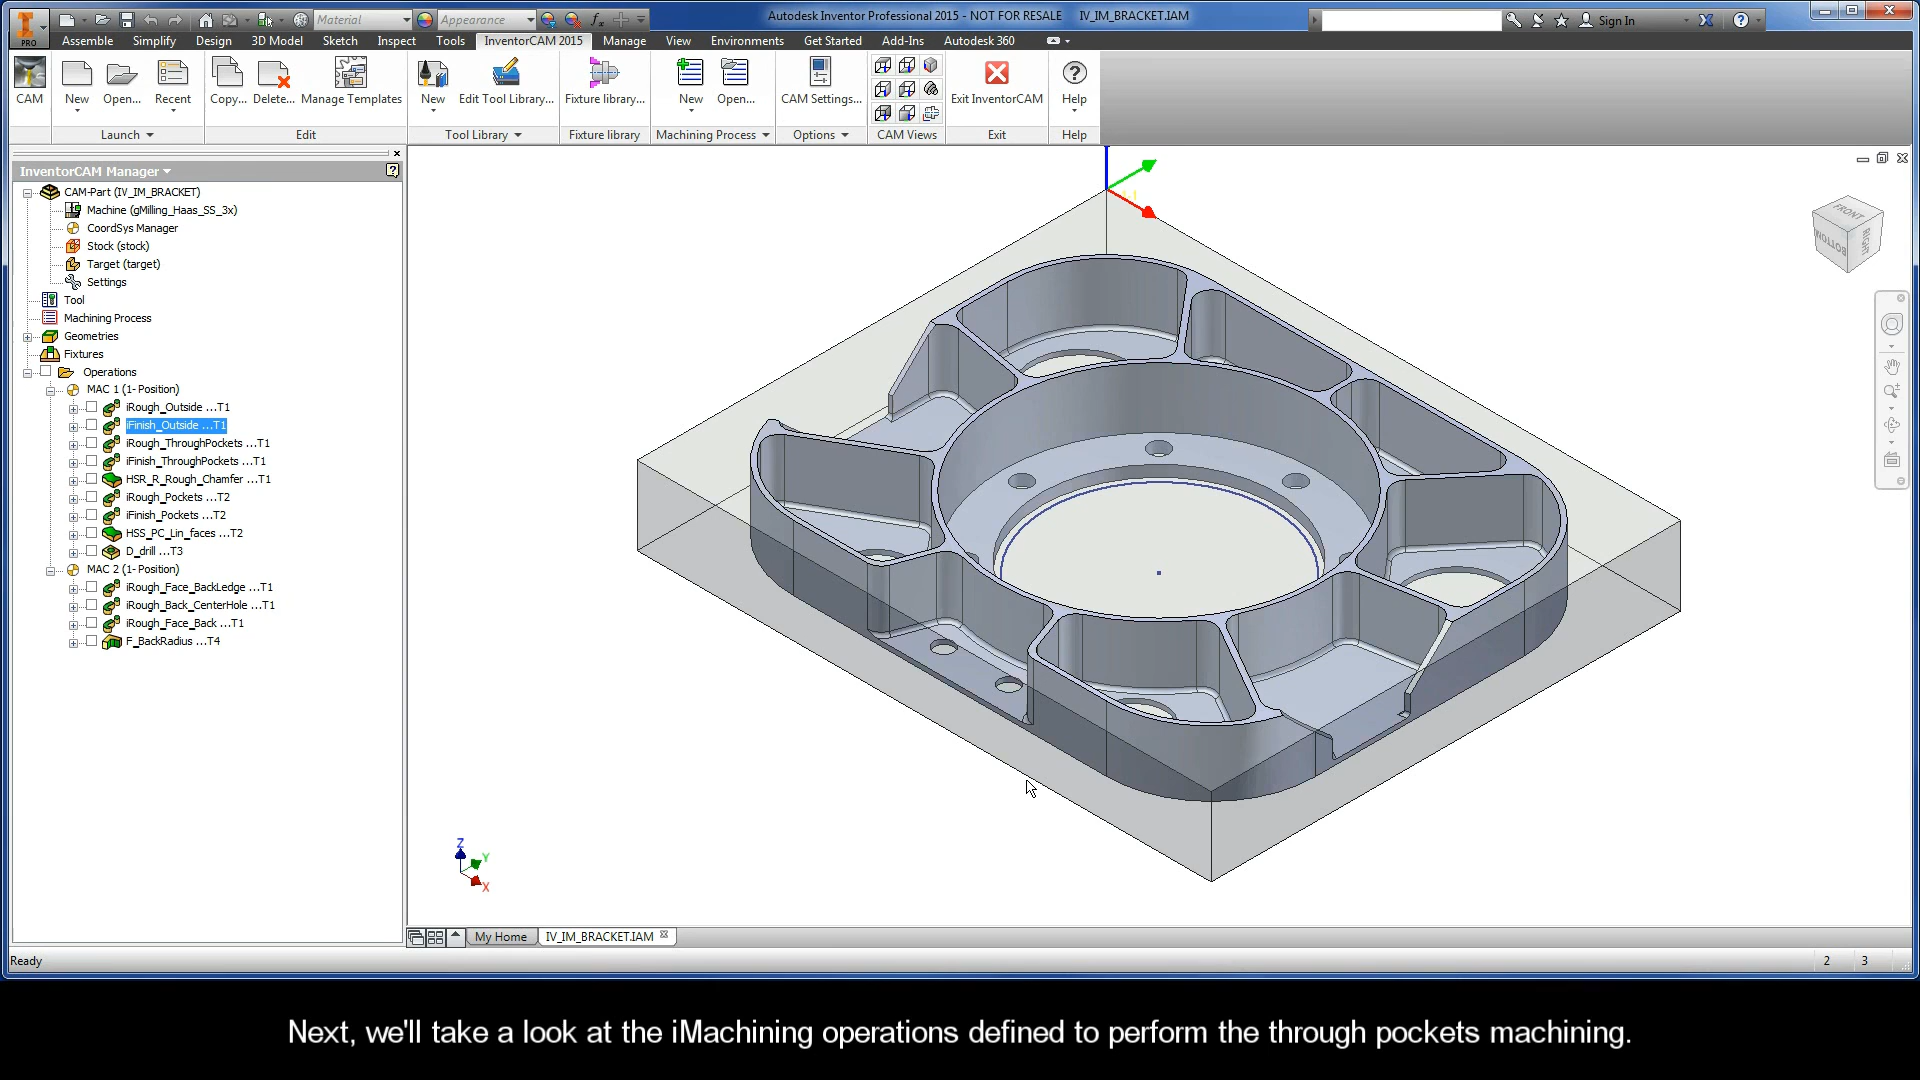 Material
Appearance
Autodesk Inventor Professional 2015 - NOT FOR RESALE IV_IM_BRACKET.IAM
Sign In
PRO
Assemble Simplify Design 3D Model Sketch Inspect Tools InventorCAM 2015 Manage View Environments Get Started Add-Ins Autodesk 360
CAM New Open... Recent Copy... Delete... Manage Templates New Edit Tool Library... Fixture library... New Open... CAM Settings... Exit InventorCAM Help
Launch Edit Tool Library Fixture library Machining Process Options CAM Views Exit Help
InventorCAM Manager
CAM-Part (IV_IM_BRACKET)
Machine (gMilling_Haas_SS_3x)
CoordSys Manager
Stock (stock)
Target (target)
Settings
Tool
Machining Process
Geometries
Fixtures
Operations
MAC 1 (1- Position)
iRough_Outside ...T1
iFinish_Outside ...T1
iRough_ThroughPockets ...T1
iFinish_ThroughPockets ...T1
HSR_R_Rough_Chamfer ...T1
iRough_Pockets ...T2
iFinish_Pockets ...T2
HSS_PC_Lin_faces ...T2
D_drill ...T3
MAC 2 (1- Position)
iRough_Face_BackLedge ...T1
iRough_Back_CenterHole ...T1
iRough_Face_Back ...T1
F_BackRadius ...T4
FRONT
BOTTOM
RIGHT
Z
Y
X
My Home IV_IM_BRACKET.IAM
Ready
2 3
Next, we'll take a look at the iMachining operations defined to perform the through pockets machining.